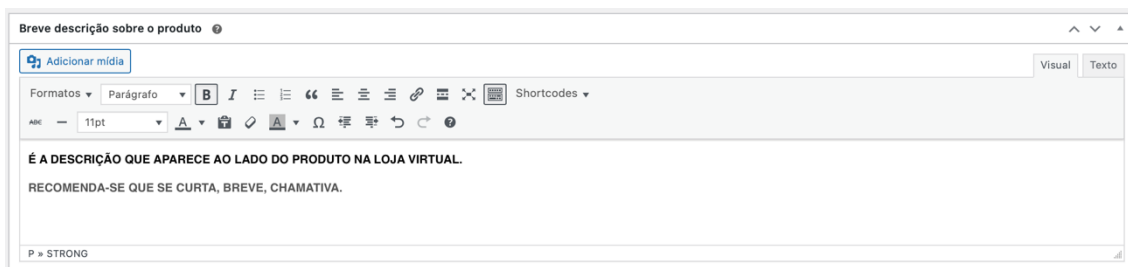 Breve descrição sobre o produto
Adicionar mídia
Visual Texto
Formatos Parágrafo B I Shortcodes
ABC 11pt A A Ω
É A DESCRIÇÃO QUE APARECE AO LADO DO PRODUTO NA LOJA VIRTUAL.
RECOMENDA-SE QUE SE CURTA, BREVE, CHAMATIVA.
P » STRONG